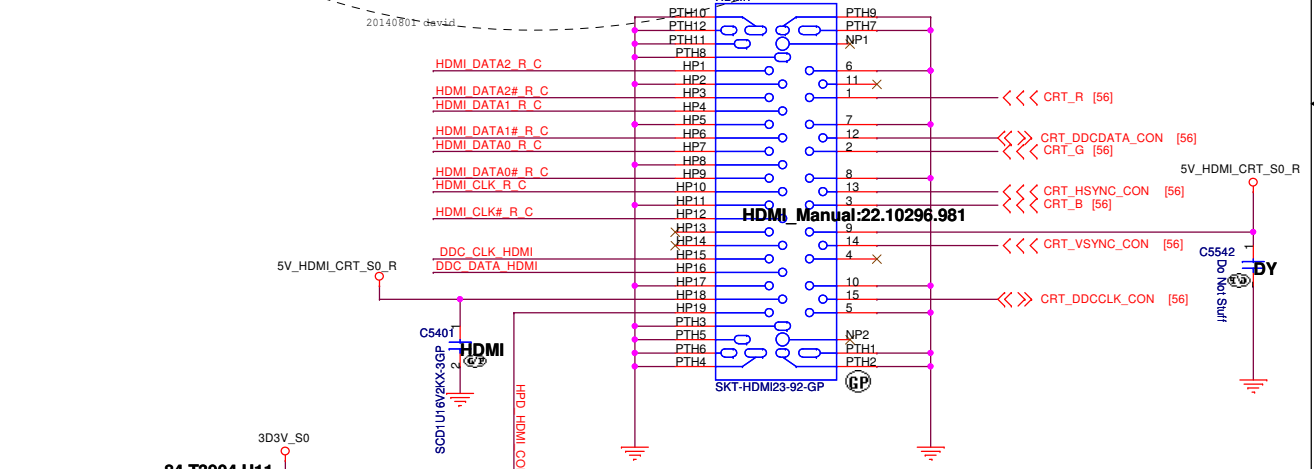 20140801 david
PTH10
PTH12
PTH11
PTH8
HP1
HP2
HP3
HP4
HP5
HP6
HP7
HP8
HP9
HP10
HP11
HP12
HP13
HP14
HP15
HP16
HP17
HP18
HP19
PTH3
PTH5
PTH6
PTH4
PTH9
PTH7
NP1
6
11
1
7
12
2
8
13
3
9
14
4
10
15
5
NP2
PTH1
PTH2
HDMI_DATA2_R_C
HDMI_DATA2#_R_C
HDMI_DATA1_R_C
HDMI_DATA1#_R_C
HDMI_DATA0_R_C
HDMI_DATA0#_R_C
HDMI_CLK_R_C
HDMI_CLK#_R_C
DDC_CLK_HDMI
DDC_DATA_HDMI
CRT_R [56]
CRT_DDCDATA_CON [56]
CRT_G [56]
CRT_HSYNC_CON [56]
CRT_B [56]
CRT_VSYNC_CON [56]
CRT_DDCCLK_CON [56]
HDMI_Manual:22.10296.981
SKT-HDMI23-92-GP
GP
5V_HDMI_CRT_S0_R
C5401
1
2
HDMI
SCD1U16V2KX-3GP
5V_HDMI_CRT_S0_R
C5542
1
DY
Do Not Stuff
3D3V_S0